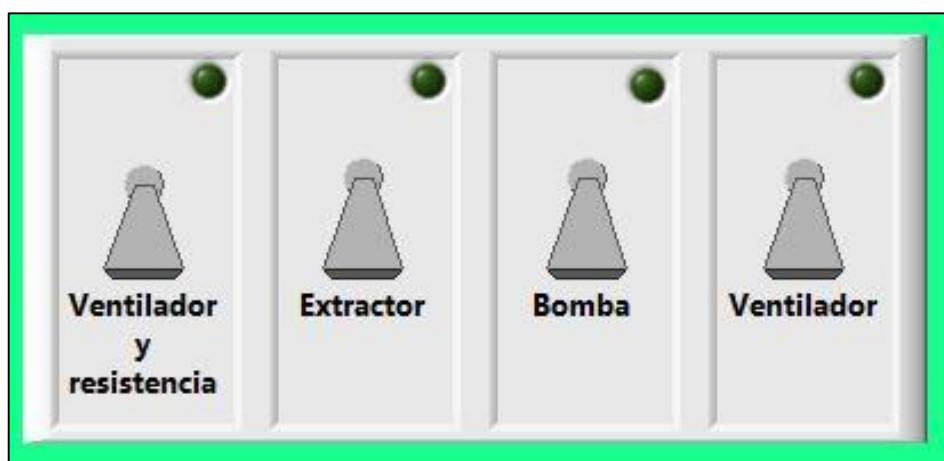 Ventilador
y
resistencia
Extractor
Bomba
Ventilador